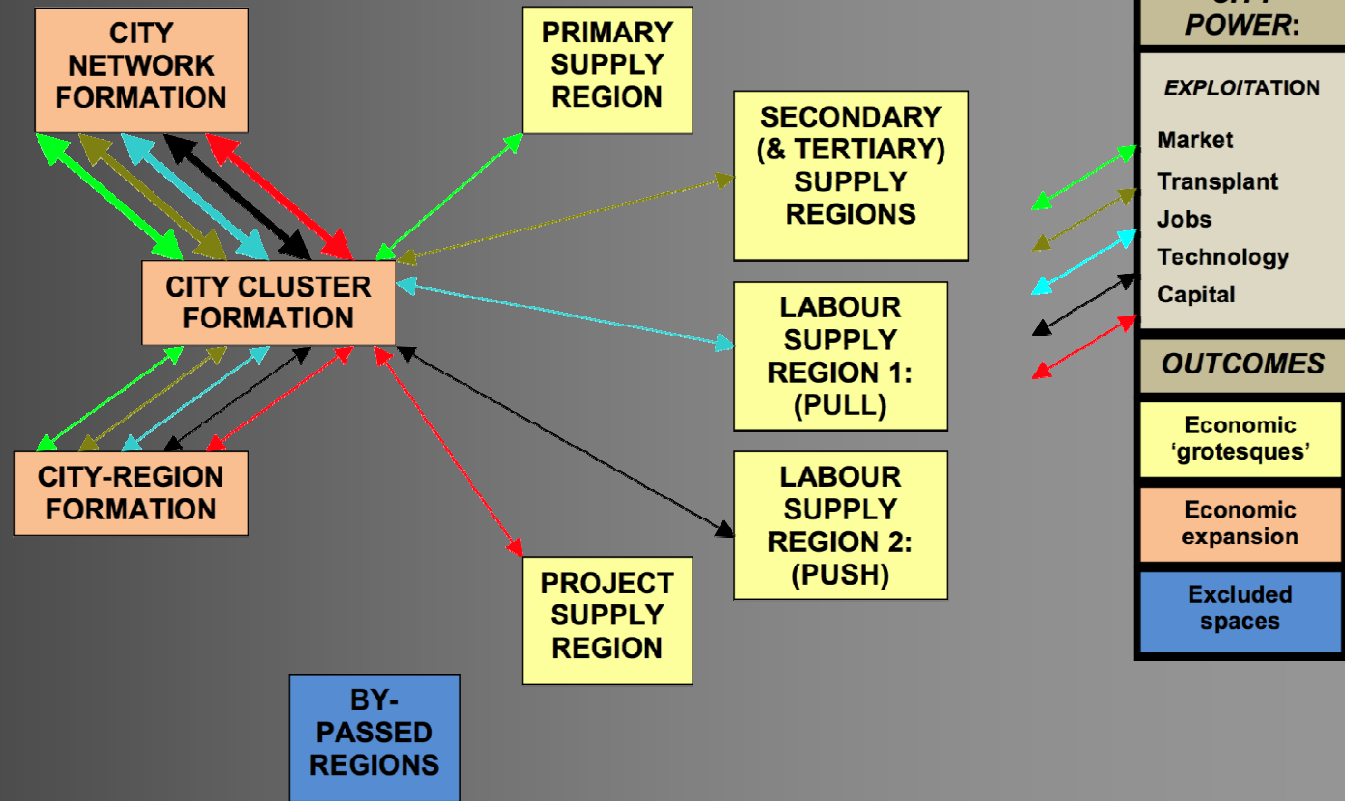 CITY
NETWORK
FORMATION
PRIMARY
SUPPLY
REGION
SECONDARY
(& TERTIARY)
SUPPLY
REGIONS
CITY CLUSTER
FORMATION
LABOUR
SUPPLY
REGION 1:
(PULL)
CITY-REGION
FORMATION
LABOUR
SUPPLY
REGION 2:
(PUSH)
PROJECT
SUPPLY
REGION
BY-
PASSED
REGIONS
CITY
POWER:
EXPLOITATION
Market
Transplant
Jobs
Technology
Capital
OUTCOMES
Economic
‘grotesques’
Economic
expansion
Excluded
spaces